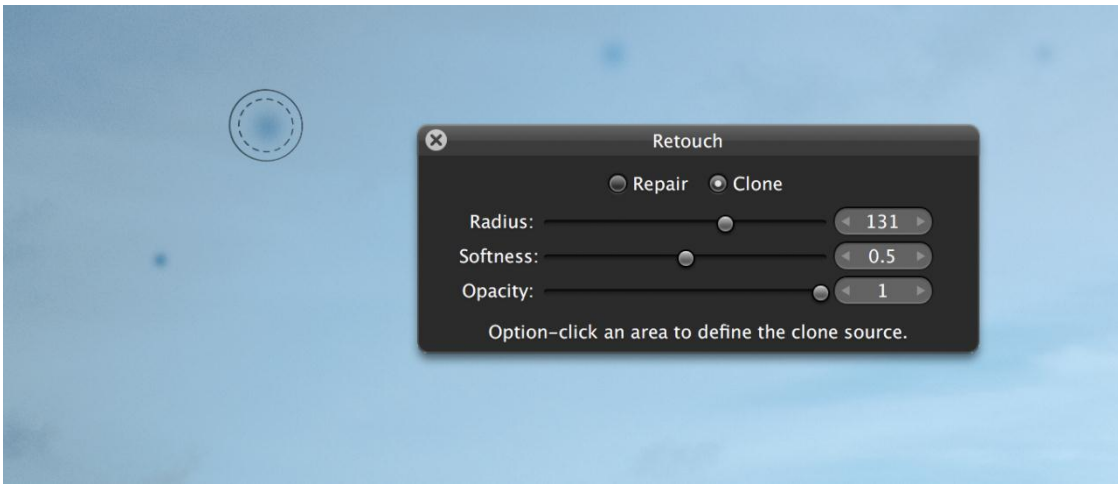 Retouch
Repair Clone
Radius: 131
Softness: 0.5
Opacity: 1
Option-click an area to define the clone source.